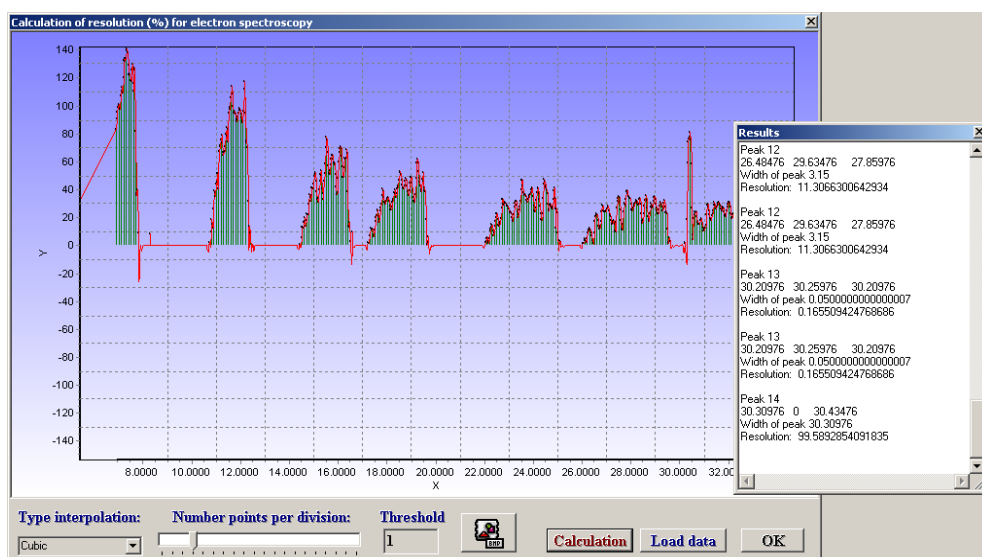 Calculation of resolution (%) for electron spectroscopy
140
120
100
80
60
40
20
0
-20
-40
-60
-80
-100
-120
-140
Y
8.0000 10.0000 12.0000 14.0000 16.0000 18.0000 20.0000 22.0000 24.0000 26.0000 28.0000 30.0000 32.0
X
Results
Peak 12
26.48476 29.63476 27.85976
Width of peak 3.15
Resolution: 11.3066300642934
Peak 12
26.48476 29.63476 27.85976
Width of peak 3.15
Resolution: 11.3066300642934
Peak 13
30.20976 30.25976 30.20976
Width of peak 0.0500000000000007
Resolution: 0.165509424768686
Peak 13
30.20976 30.25976 30.20976
Width of peak 0.0500000000000007
Resolution: 0.165509424768686
Peak 14
30.30976 0 30.43476
Width of peak 30.30976
Resolution: 99.5892854091835
Type interpolation: Number points per division: Threshold
Cubic 1 BMP Calculation Load data OK